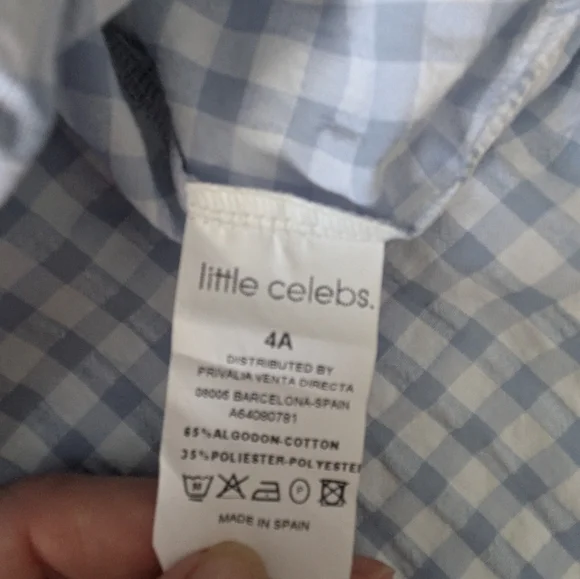 little celebs.
4A
DISTRIBUTED BY
PRIVALIA VENTA DIRECTA
08005 BARCELONA-SPAIN
A64080781
65%ALGODON-COTTON
35%POLIESTER-POLYESTER
P
MADE IN SPAIN